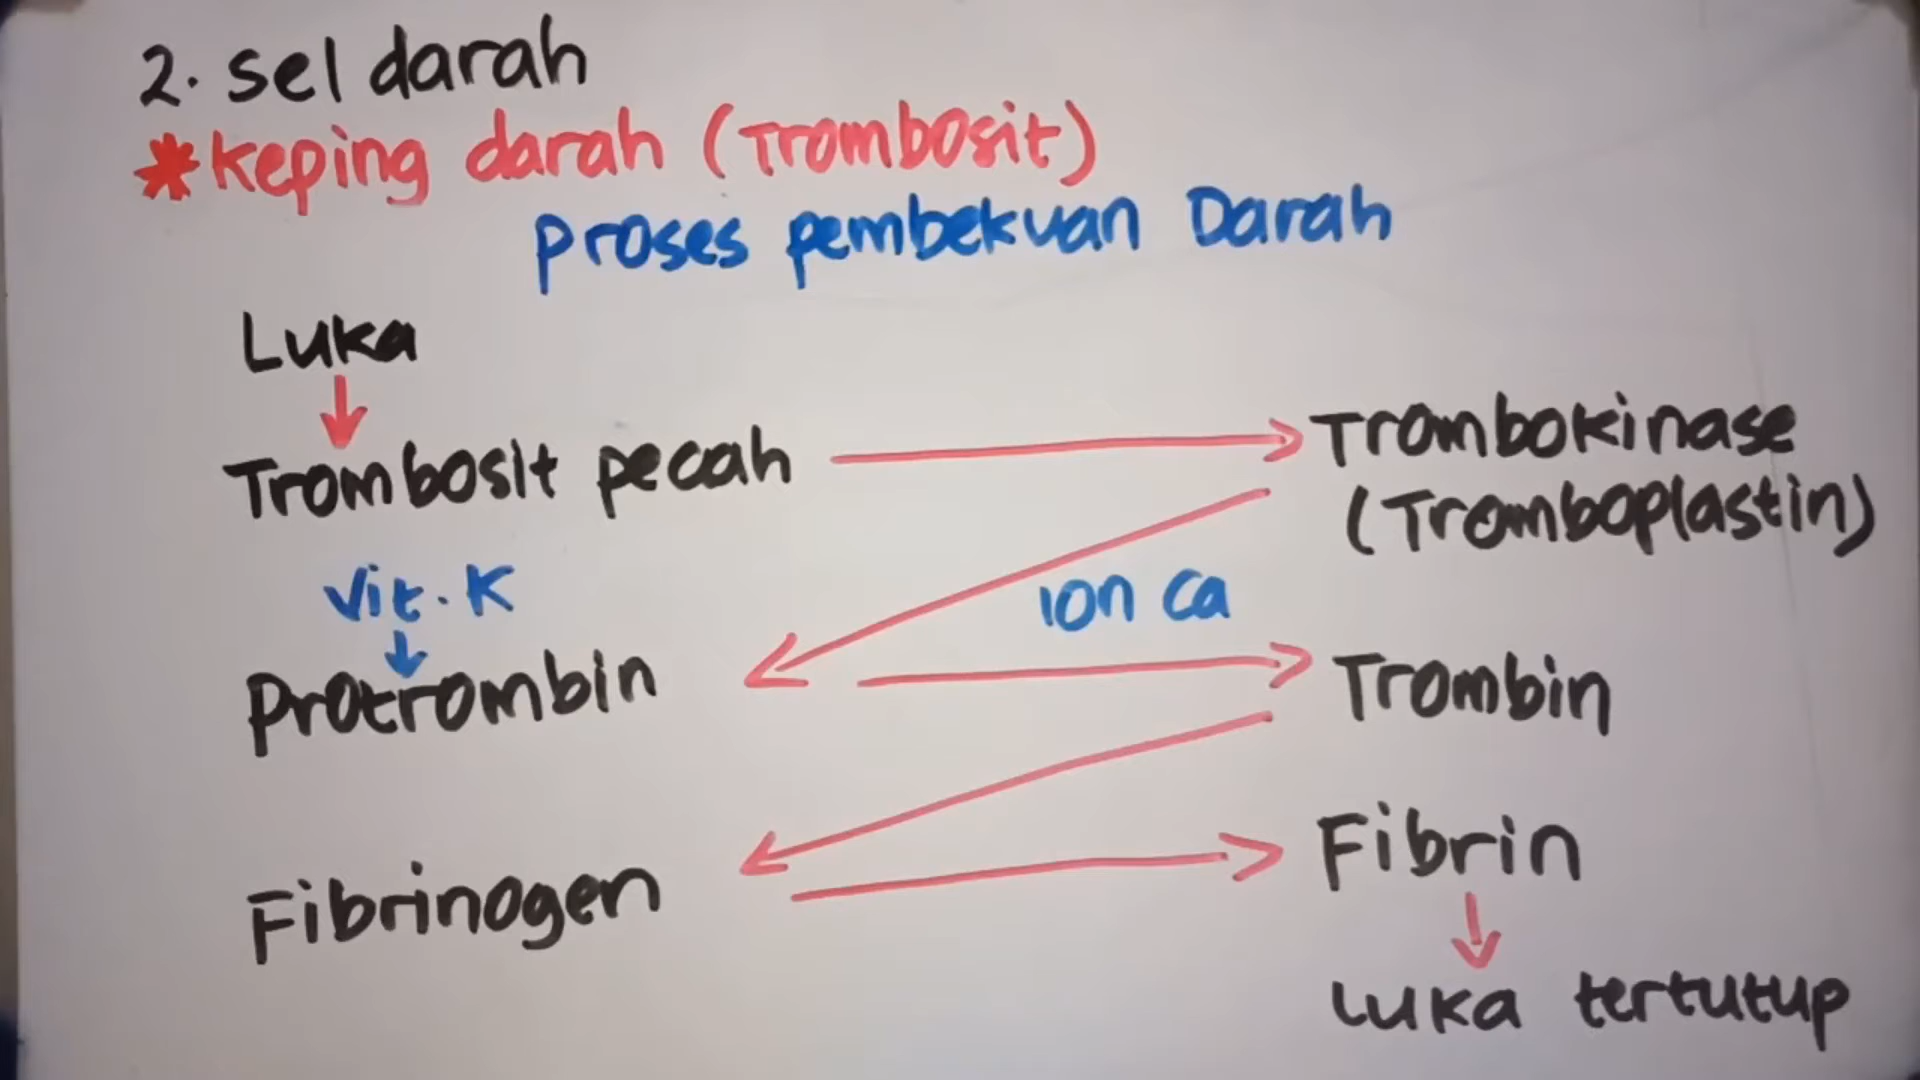 2. sel darah
*Keping darah (Trombosit)
Proses pembekuan Darah
Luka
Trombosit pecah
Trombokinase
(Tromboplastin)
Vit. K
ion Ca
Protrombin
Trombin
Fibrinogen
Fibrin
Luka tertutup